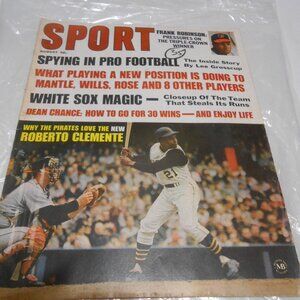 SPORT
FRANK ROBINSON:
PRESSURES ON
THE TRIPLE-CROWN
WINNER
AUGUST
SPYING IN PRO FOOTBALL The Inside Story
By Lee Grosscup
WHAT PLAYING A NEW POSITION IS DOING TO
MANTLE, WILLS, ROSE AND 8 OTHER PLAYERS
WHITE SOX MAGIC — Closeup Of The Team
That Steals Its Runs
DEAN CHANCE: HOW TO GO FOR 30 WINS — AND ENJOY LIFE
WHY THE PIRATES LOVE THE NEW
ROBERTO CLEMENTE
21
MB